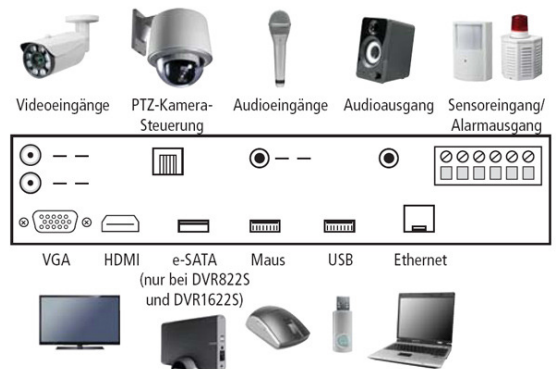 Videoeingänge PTZ-Kamera- Audioeingänge Audioausgang Sensoreingang/
Steuerung Alarmausgang
VGA HDMI e-SATA Maus USB Ethernet
(nur bei DVR822S
und DVR1622S)